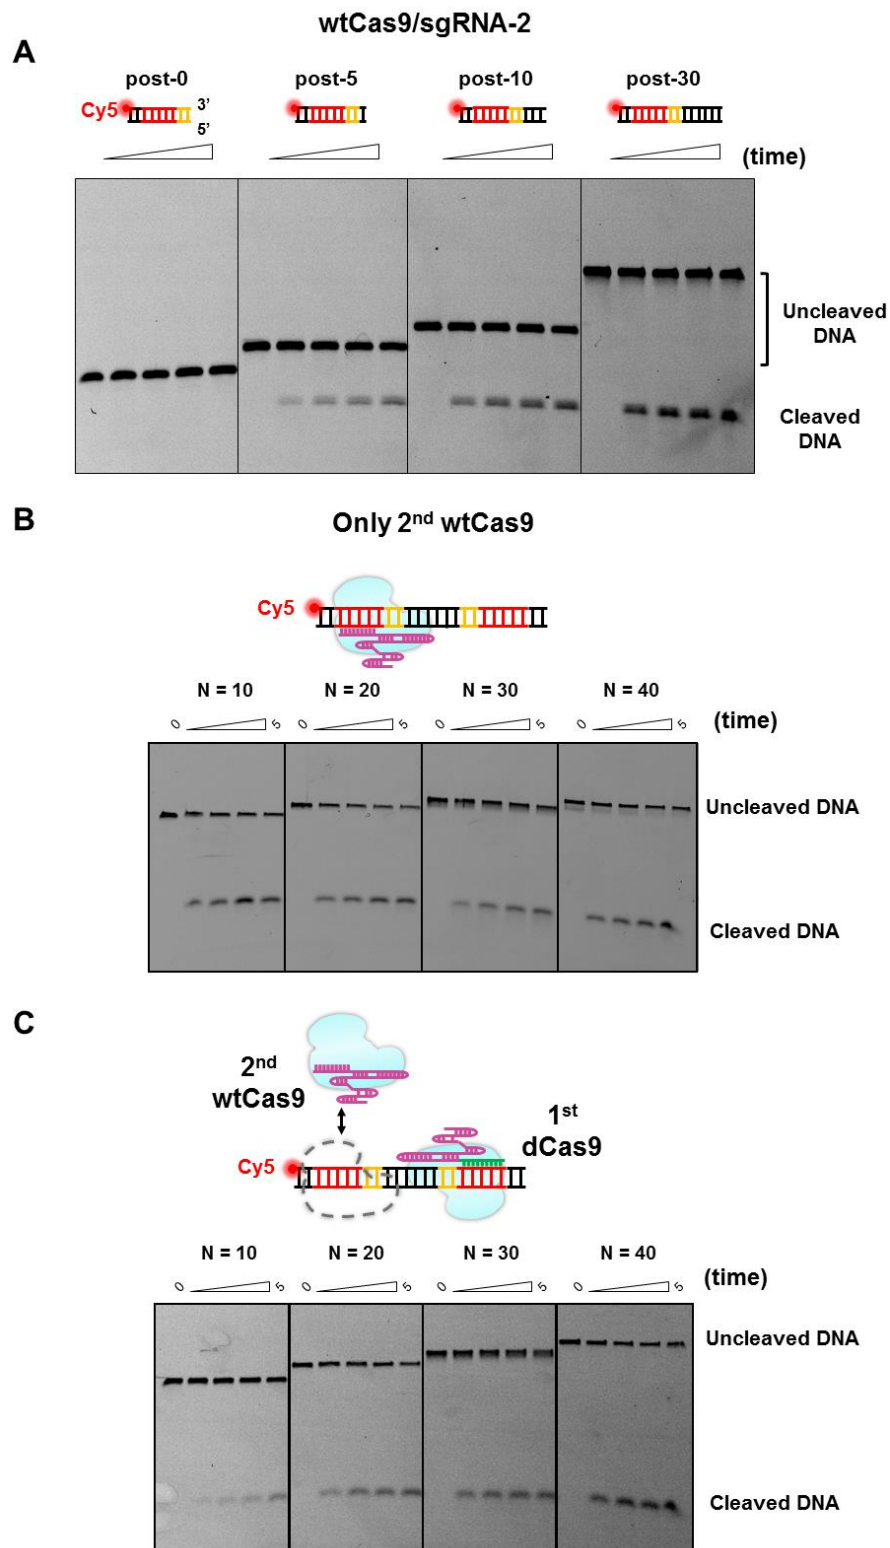 wtCas9/sgRNA-2
A
post-0 post-5 post-10 post-30
Cy5 3’
5’
(time)
Uncleaved
DNA
Cleaved
DNA
B
Only 2nd wtCas9
Cy5
N = 10 N = 20 N = 30 N = 40
0 5 0 5 0 5 0 5 (time)
Uncleaved DNA
Cleaved DNA
C
2nd
wtCas9
1st
dCas9
Cy5
N = 10 N = 20 N = 30 N = 40
0 5 0 5 0 5 0 5 (time)
Uncleaved DNA
Cleaved DNA